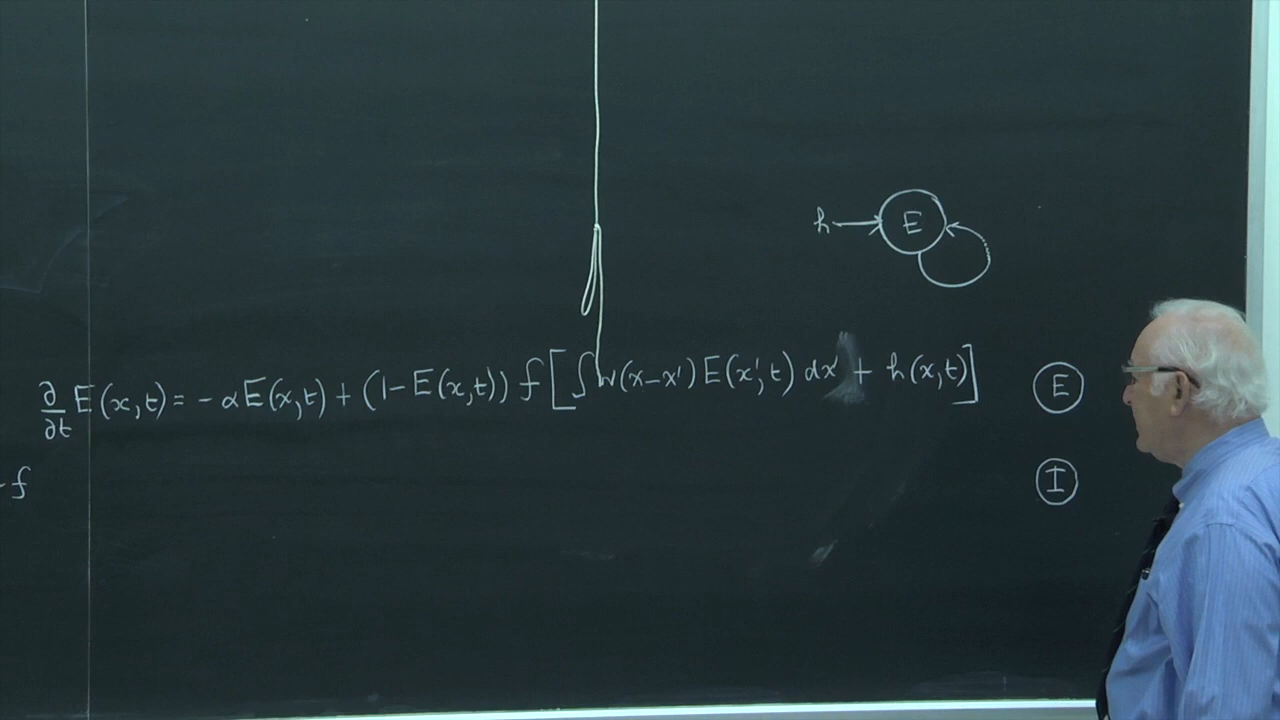 h → E
∂/∂t E(x,t) = - αE(x,t) + (1-E(x,t)) f[∫w(x-x')E(x',t) dx' + h(x,t)] E
-f
I